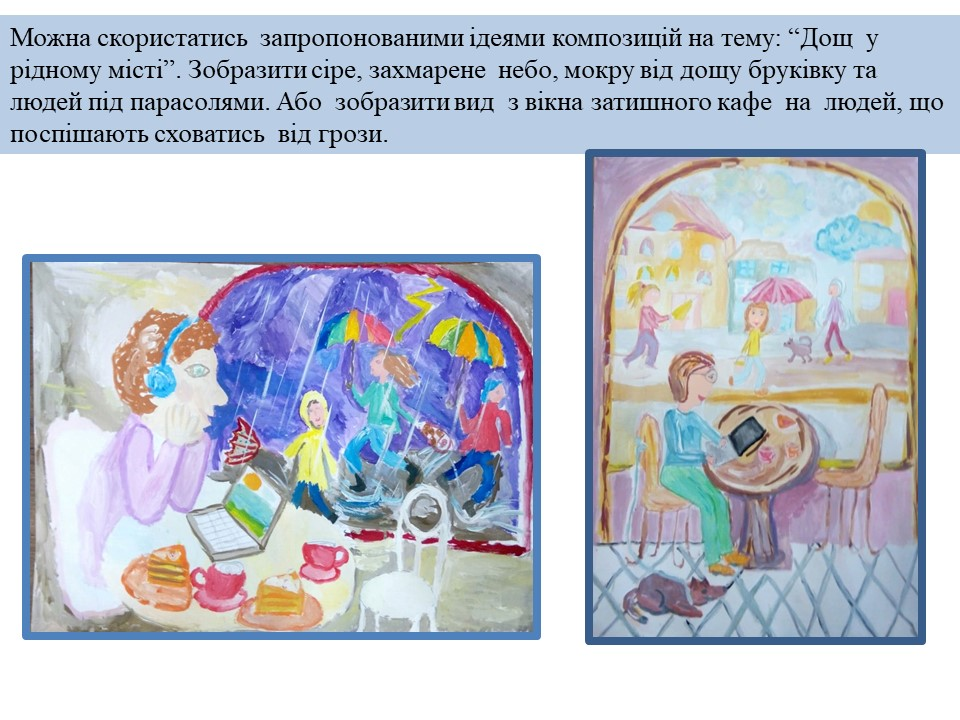 Можна скористатись запропонованими ідеями композицій на тему: “Дощ у
рідному місті”. Зобразити сіре, захмарене небо, мокру від дощу бруківку та
людей під парасолями. Або зобразити вид з вікна затишного кафе на людей, що
поспішають сховатись від грози.